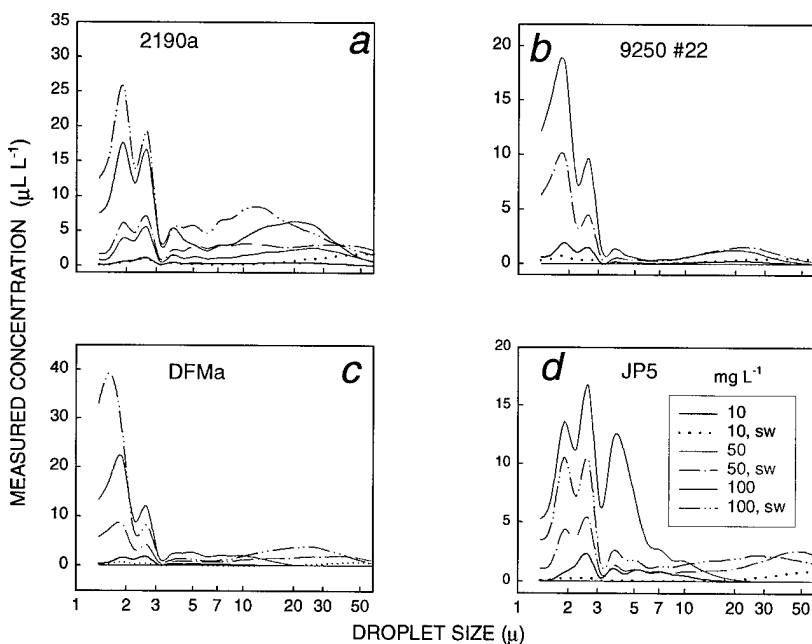 MEASURED CONCENTRATION (µL L⁻¹)
2190a
a
35
30
25
20
15
10
5
0
9250 #22
b
20
15
10
5
0
DFMa
c
40
30
20
10
0
1 2 3 5 7 10 20 30 50
JP5
d
20
15
10
5
0
mg L⁻¹
10
10, sw
50
50, sw
100
100, sw
1 2 3 5 7 10 20 30 50
DROPLET SIZE (µ)